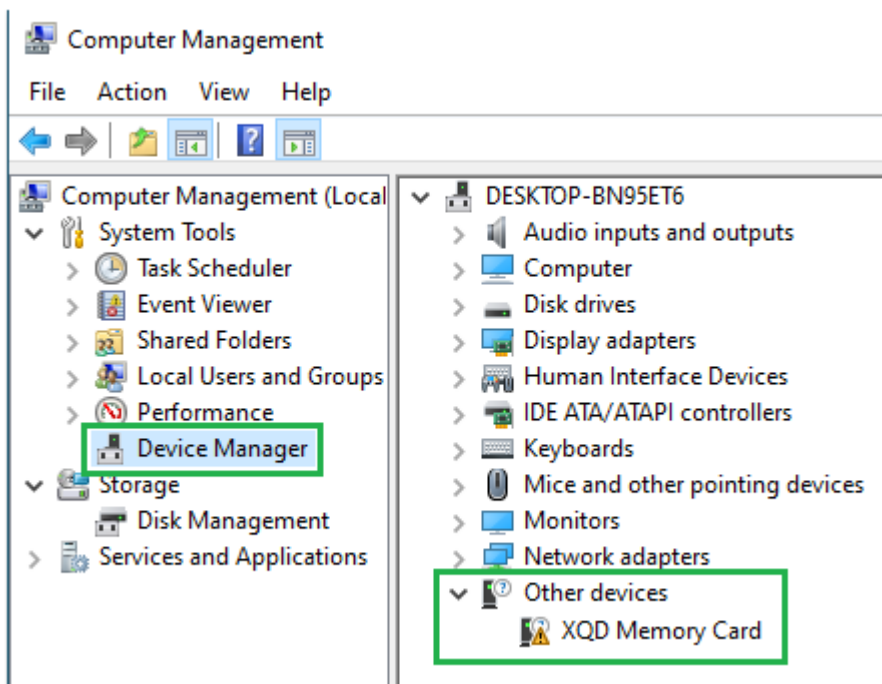 Computer Management
File Action View Help
Computer Management (Local
System Tools
Task Scheduler
Event Viewer
Shared Folders
Local Users and Groups
Performance
Device Manager
Storage
Disk Management
Services and Applications
DESKTOP-BN95ET6
Audio inputs and outputs
Computer
Disk drives
Display adapters
Human Interface Devices
IDE ATA/ATAPI controllers
Keyboards
Mice and other pointing devices
Monitors
Network adapters
Other devices
XQD Memory Card